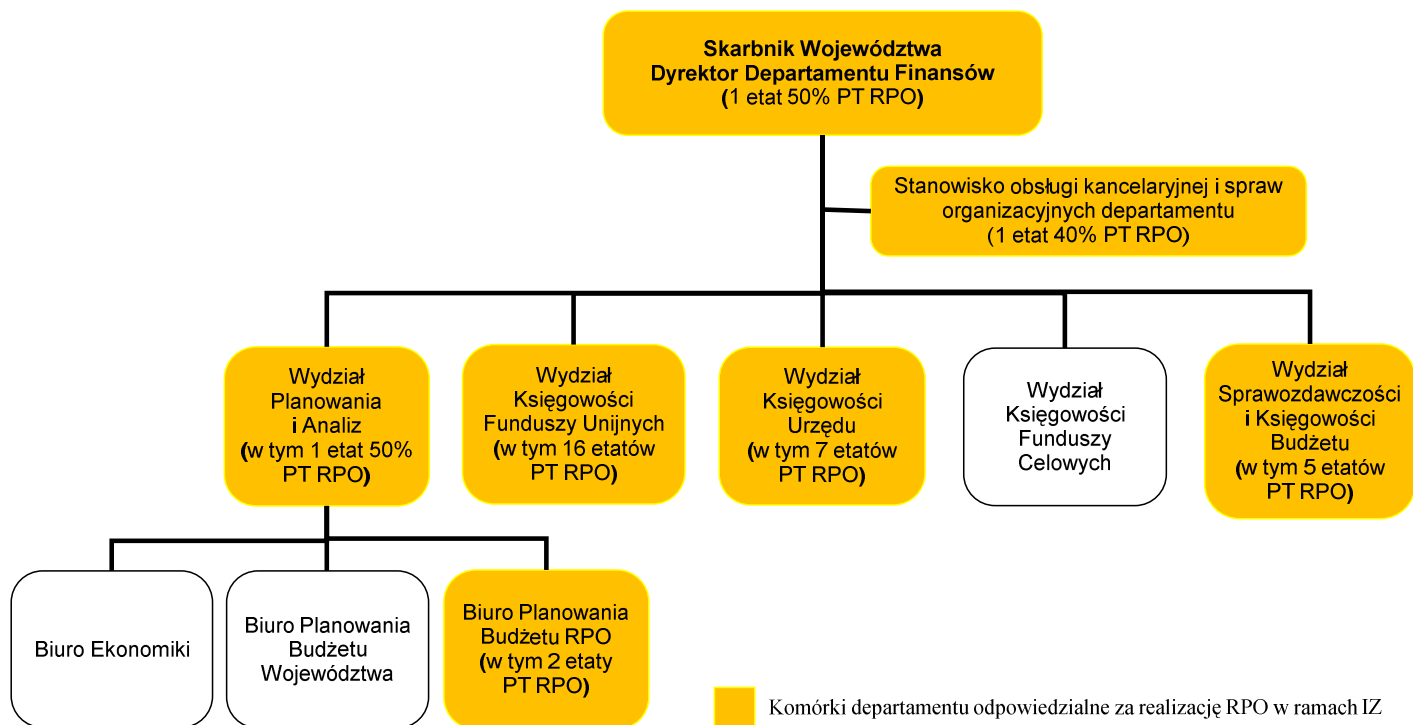 Skarbnik Województwa
Dyrektor Departamentu Finansów
(1 etat 50% PT RPO)
Stanowisko obsługi kancelaryjnej i spraw
organizacyjnych departamentu
(1 etat 40% PT RPO)
Wydział
Planowania
i Analiz
(w tym 1 etat 50%
PT RPO)
Wydział
Księgowości
Funduszy Unijnych
(w tym 16 etatów
PT RPO)
Wydział
Księgowości
Urzędu
(w tym 7 etatów
PT RPO)
Wydział
Księgowości
Funduszy
Celowych
Wydział
Sprawozdawczości
i Księgowości
Budżetu
(w tym 5 etatów
PT RPO)
Biuro Ekonomiki
Biuro Planowania
Budżetu
Województwa
Biuro Planowania
Budżetu RPO
(w tym 2 etaty
PT RPO)
Komórki departamentu odpowiedzialne za realizację RPO w ramach IZ